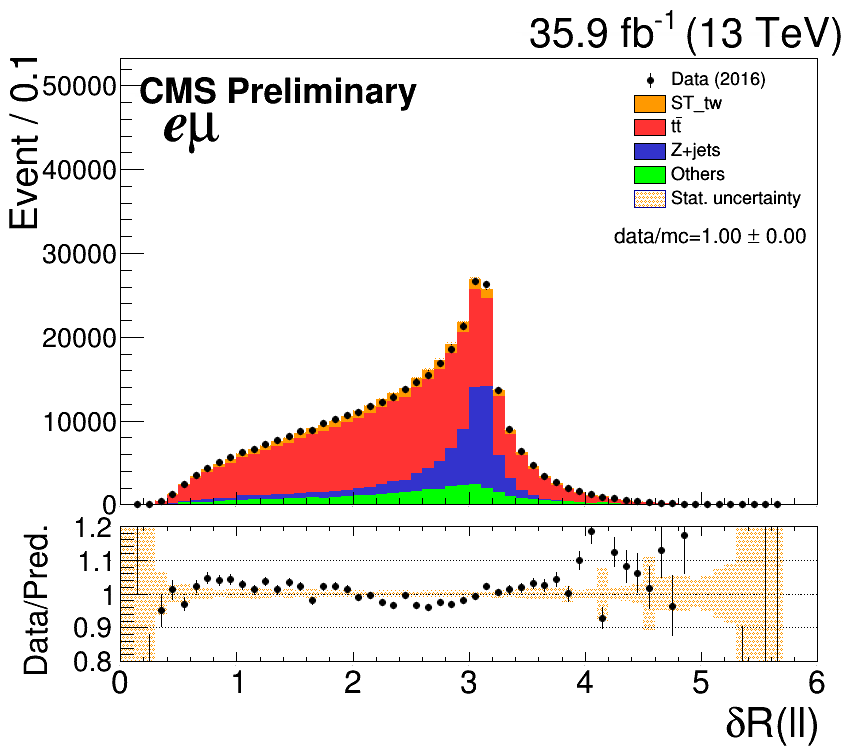 35.9 fb⁻¹ (13 TeV)
CMS Preliminary
eμ
Event / 0.1
50000
40000
30000
20000
10000
0
Data (2016)
ST_tw
tt̄
Z+jets
Others
Stat. uncertainty
data/mc=1.00 ± 0.00
Data/Pred.
1.2
1.1
1
0.9
0.8
0 1 2 3 4 5 6
δR(ll)